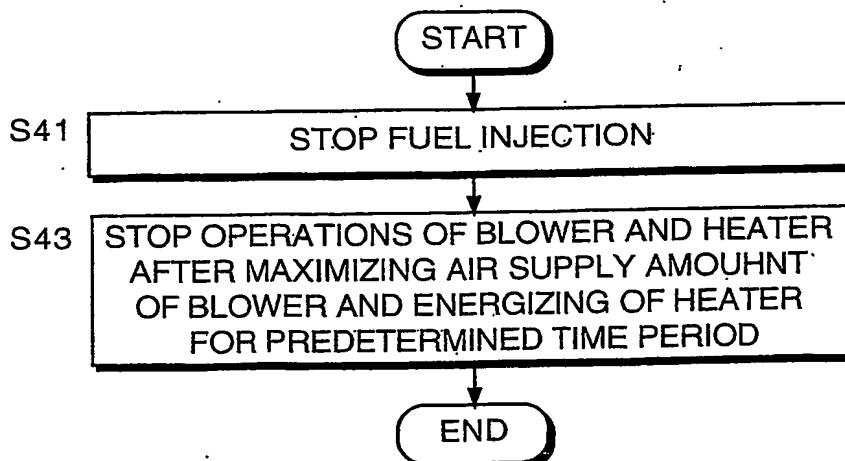 START
S41
STOP FUEL INJECTION
S43
STOP OPERATIONS OF BLOWER AND HEATER
AFTER MAXIMIZING AIR SUPPLY AMOUHNT
OF BLOWER AND ENERGIZING OF HEATER
FOR PREDETERMINED TIME PERIOD
END